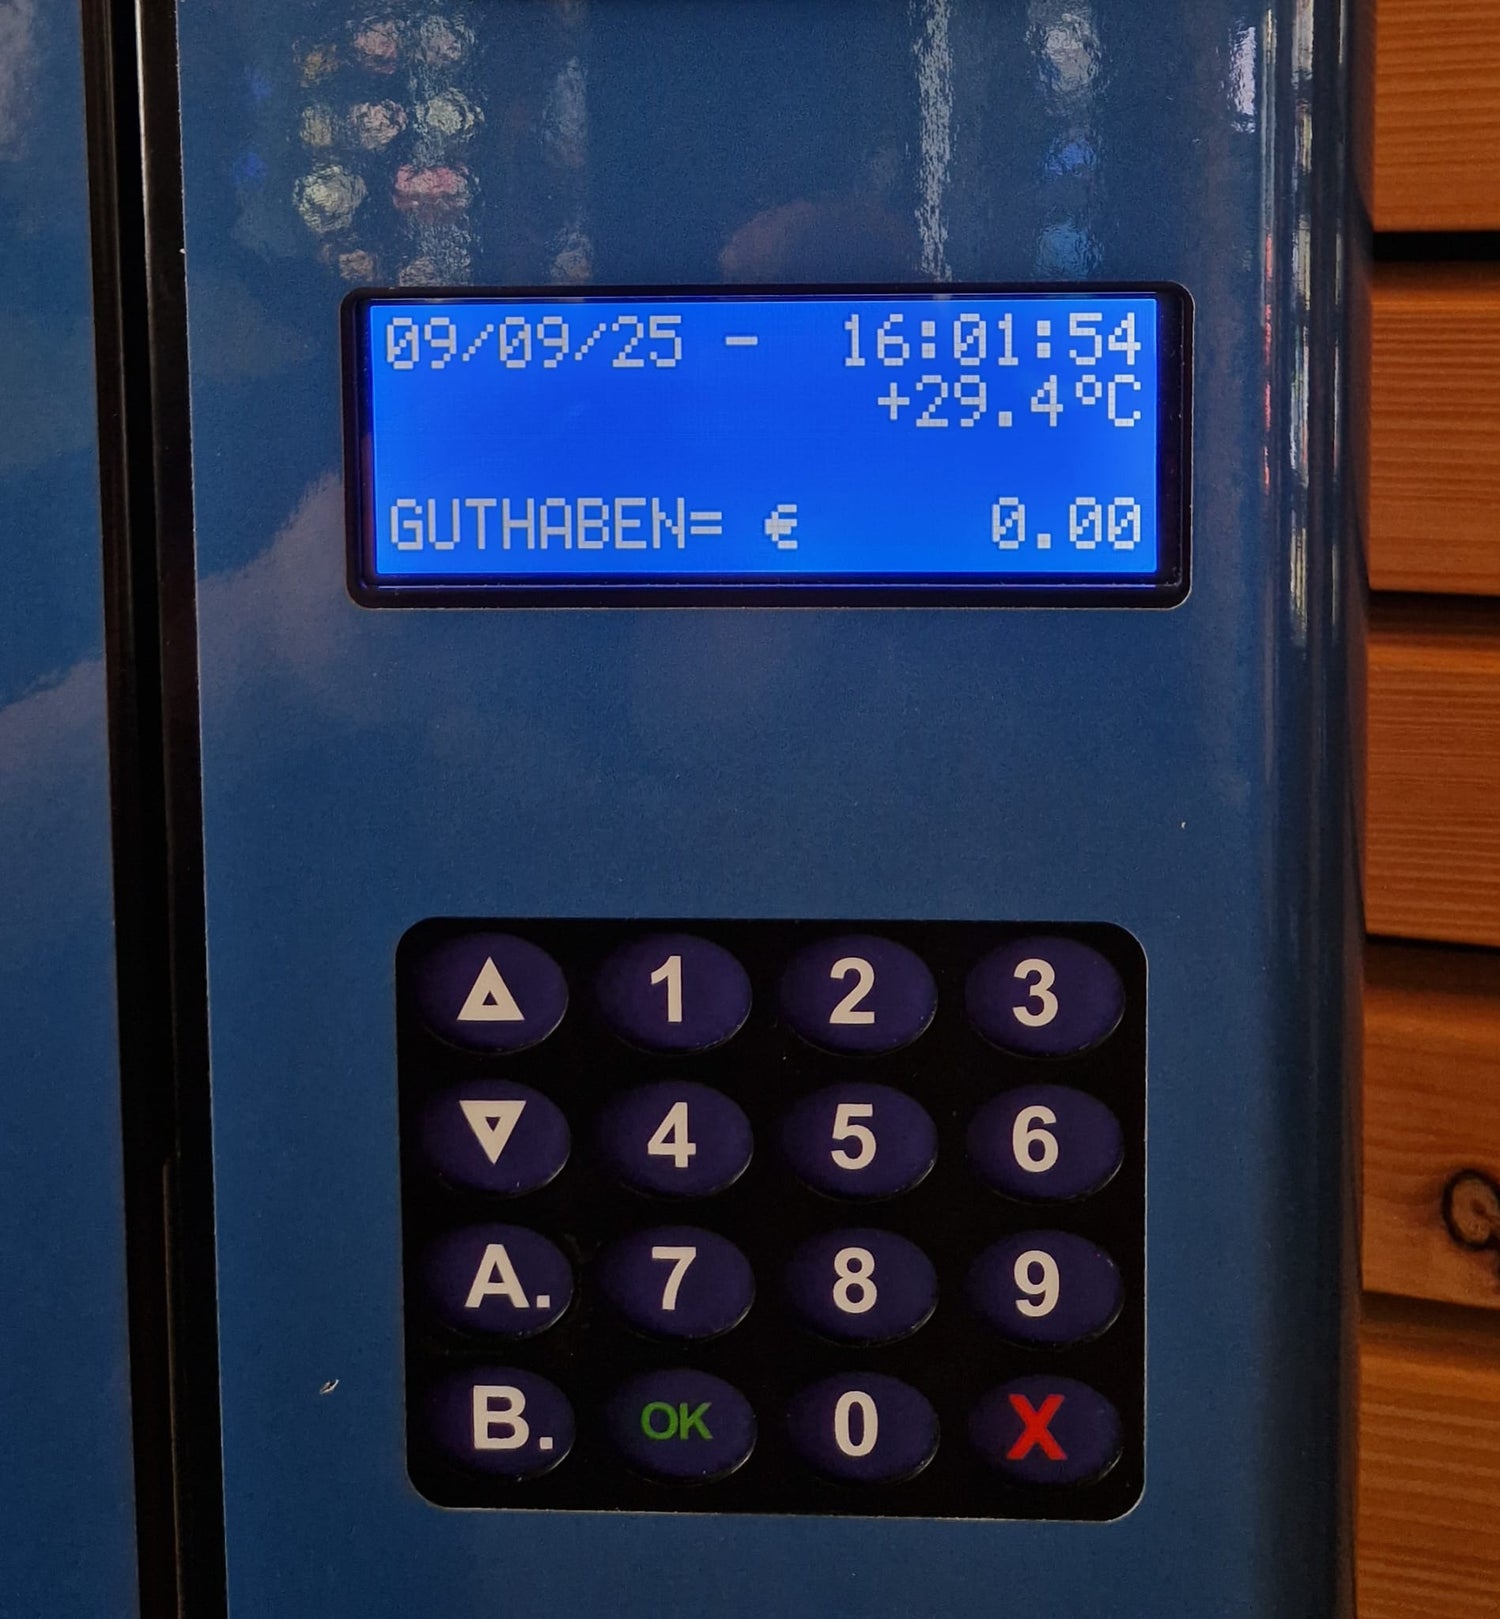 09/09/25 - 16:01:54
+29.4°C
GUTHABEN= € 0.00
1 2 3
4 5 6
A. 7 8 9
B. OK 0 X